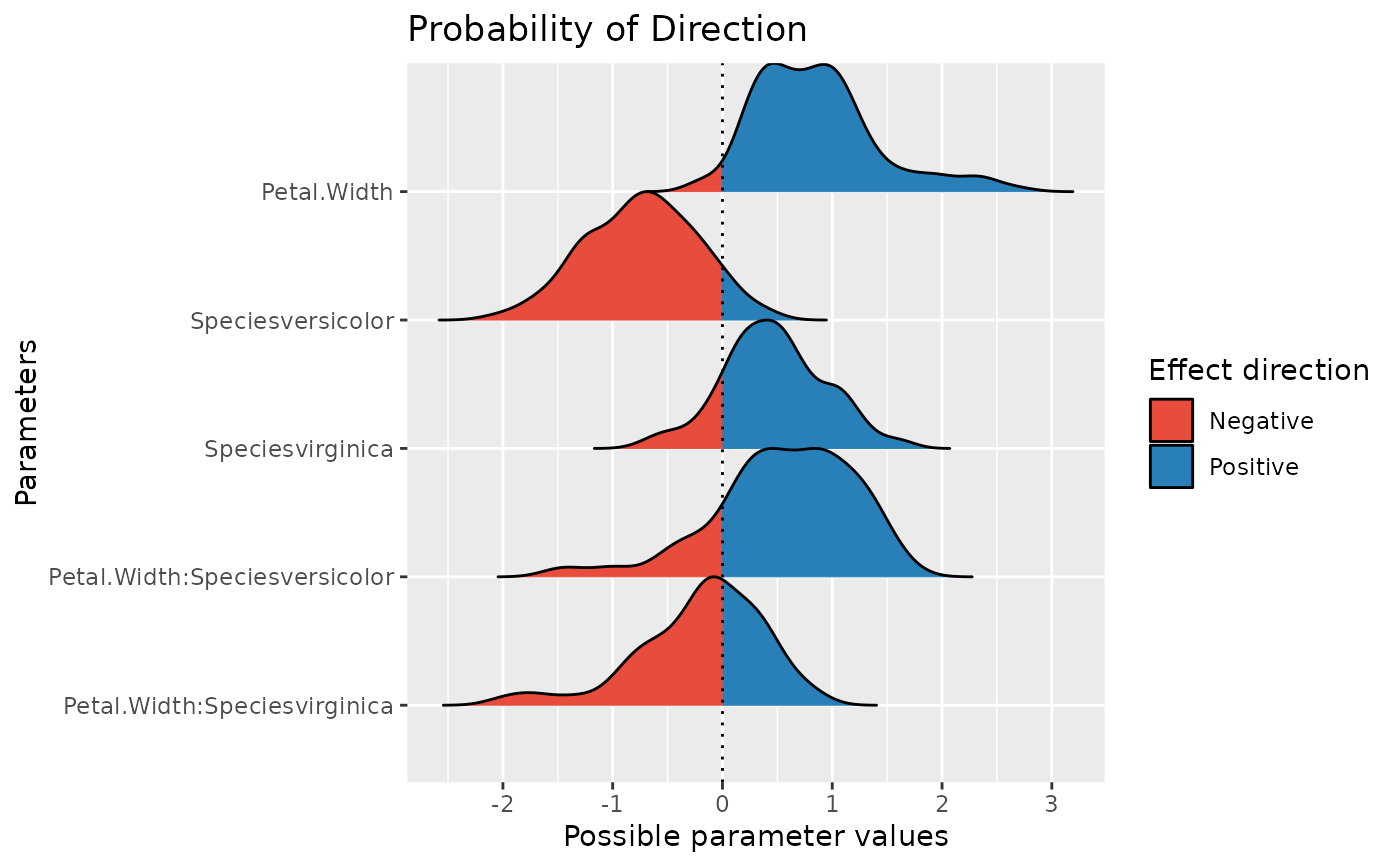 Probability of Direction
Parameters
Petal.Width
Speciesversicolor
Speciesvirginica
Petal.Width:Speciesversicolor
Petal.Width:Speciesvirginica
-2 -1 0 1 2 3
Possible parameter values
Effect direction
Negative
Positive